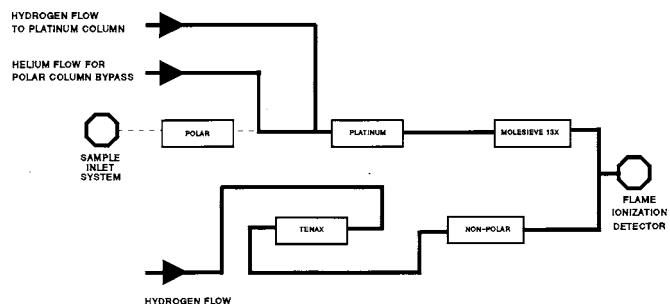 HYDROGEN FLOW
TO PLATINUM COLUMN
HELIUM FLOW FOR
POLAR COLUMN BYPASS
POLAR
PLATINUM
MOLESIEVE 13X
SAMPLE
INLET
SYSTEM
FLAME
IONIZATION
DETECTOR
TENAX
NON-POLAR
HYDROGEN FLOW